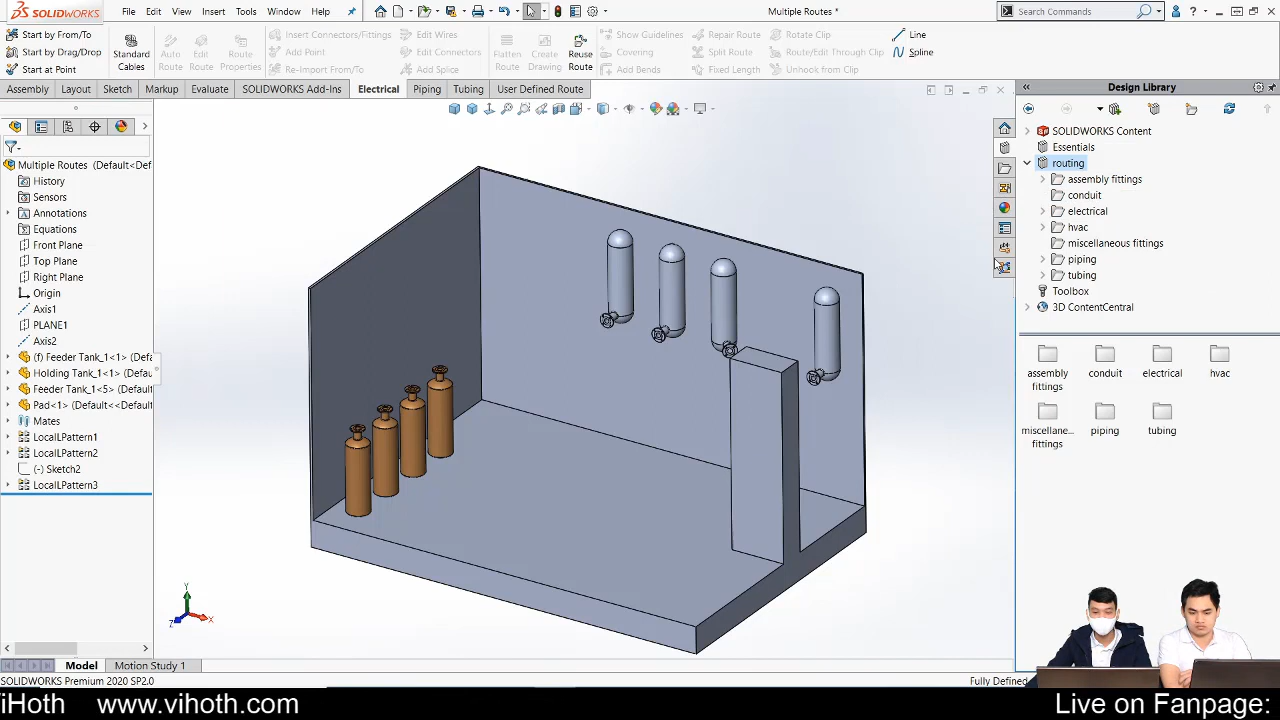 SOLIDWORKS File Edit View Insert Tools Window Help Multiple Routes * Search Commands
Start by From/To
Start by Drag/Drop
Start at Point
Standard Cables
Auto Route
Edit Route
Route Properties
Insert Connectors/Fittings
Add Point
Re-Import From/To
Edit Wires
Edit Connectors
Add Splice
Flatten Route
Create Drawing
Reuse Route
Show Guidelines
Covering
Add Bends
Repair Route
Split Route
Fixed Length
Rotate Clip
Route/Edit Through Clip
Unhook from Clip
Line
Spline
Assembly Layout Sketch Markup Evaluate SOLIDWORKS Add-Ins Electrical Piping Tubing User Defined Route
Multiple Routes (Default<Def
History
Sensors
Annotations
Equations
Front Plane
Top Plane
Right Plane
Origin
Axis1
PLANE1
Axis2
(f) Feeder Tank_1<1> (Defa
Holding Tank_1<1> (Defaul
Feeder Tank_1<5> (Default
Pad<1> (Default<<Default>
Mates
LocalLPattern1
LocalLPattern2
(-) Sketch2
LocalLPattern3
Y
X
Z
Design Library
SOLIDWORKS Content
Essentials
routing
assembly fittings
conduit
electrical
hvac
miscellaneous fittings
piping
tubing
Toolbox
3D ContentCentral
assembly fittings
conduit
electrical
hvac
miscellane... fittings
piping
tubing
Model Motion Study 1
SOLIDWORKS Premium 2020 SP2.0 Fully Defined
iHoth www.vihoth.com Live on Fanpage: